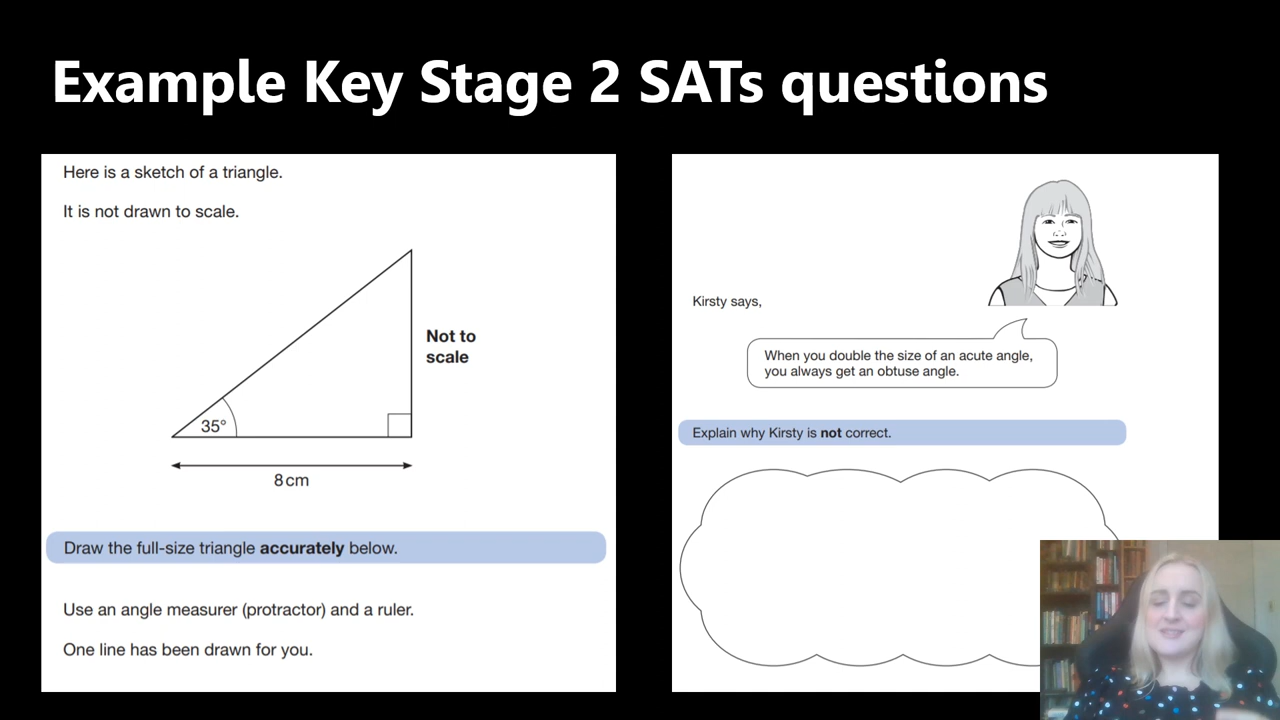 Example Key Stage 2 SATs questions
Here is a sketch of a triangle.
It is not drawn to scale.
Not to
scale
35°
8 cm
Draw the full-size triangle accurately below.
Use an angle measurer (protractor) and a ruler.
One line has been drawn for you.
Kirsty says,
When you double the size of an acute angle,
you always get an obtuse angle.
Explain why Kirsty is not correct.